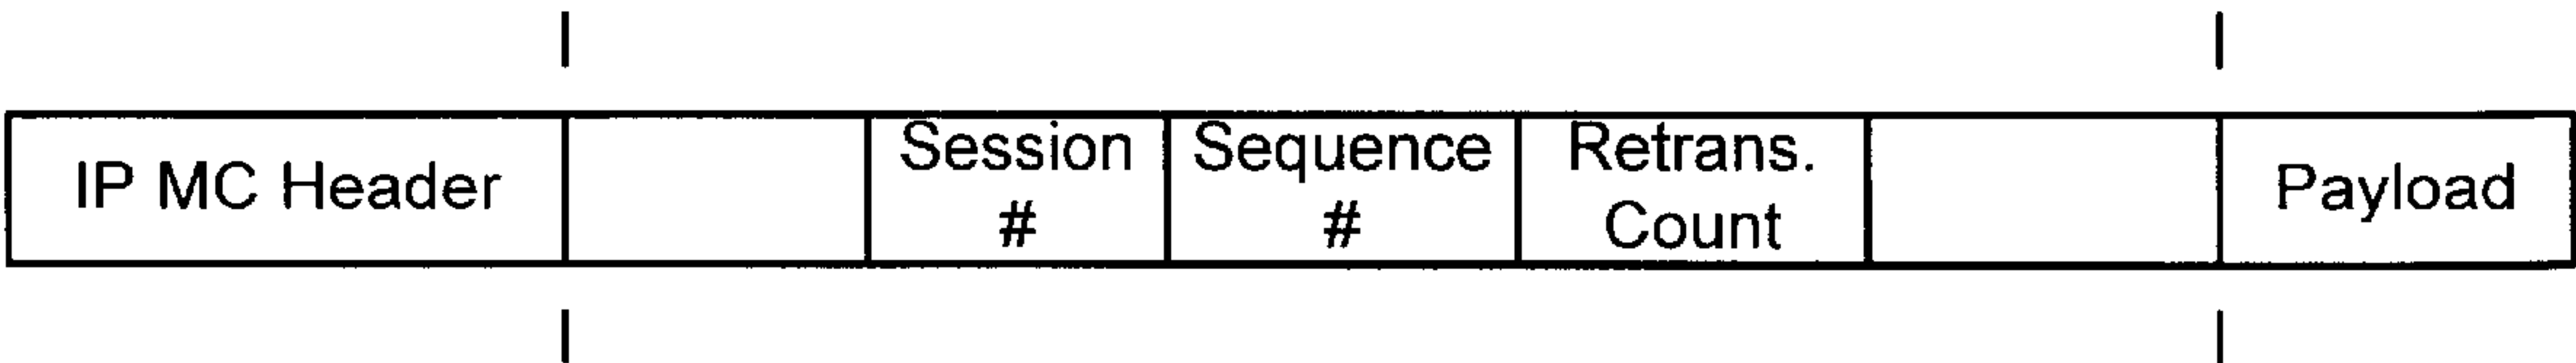 IP MC Header
Session
#
Sequence
#
Retrans.
Count
Payload